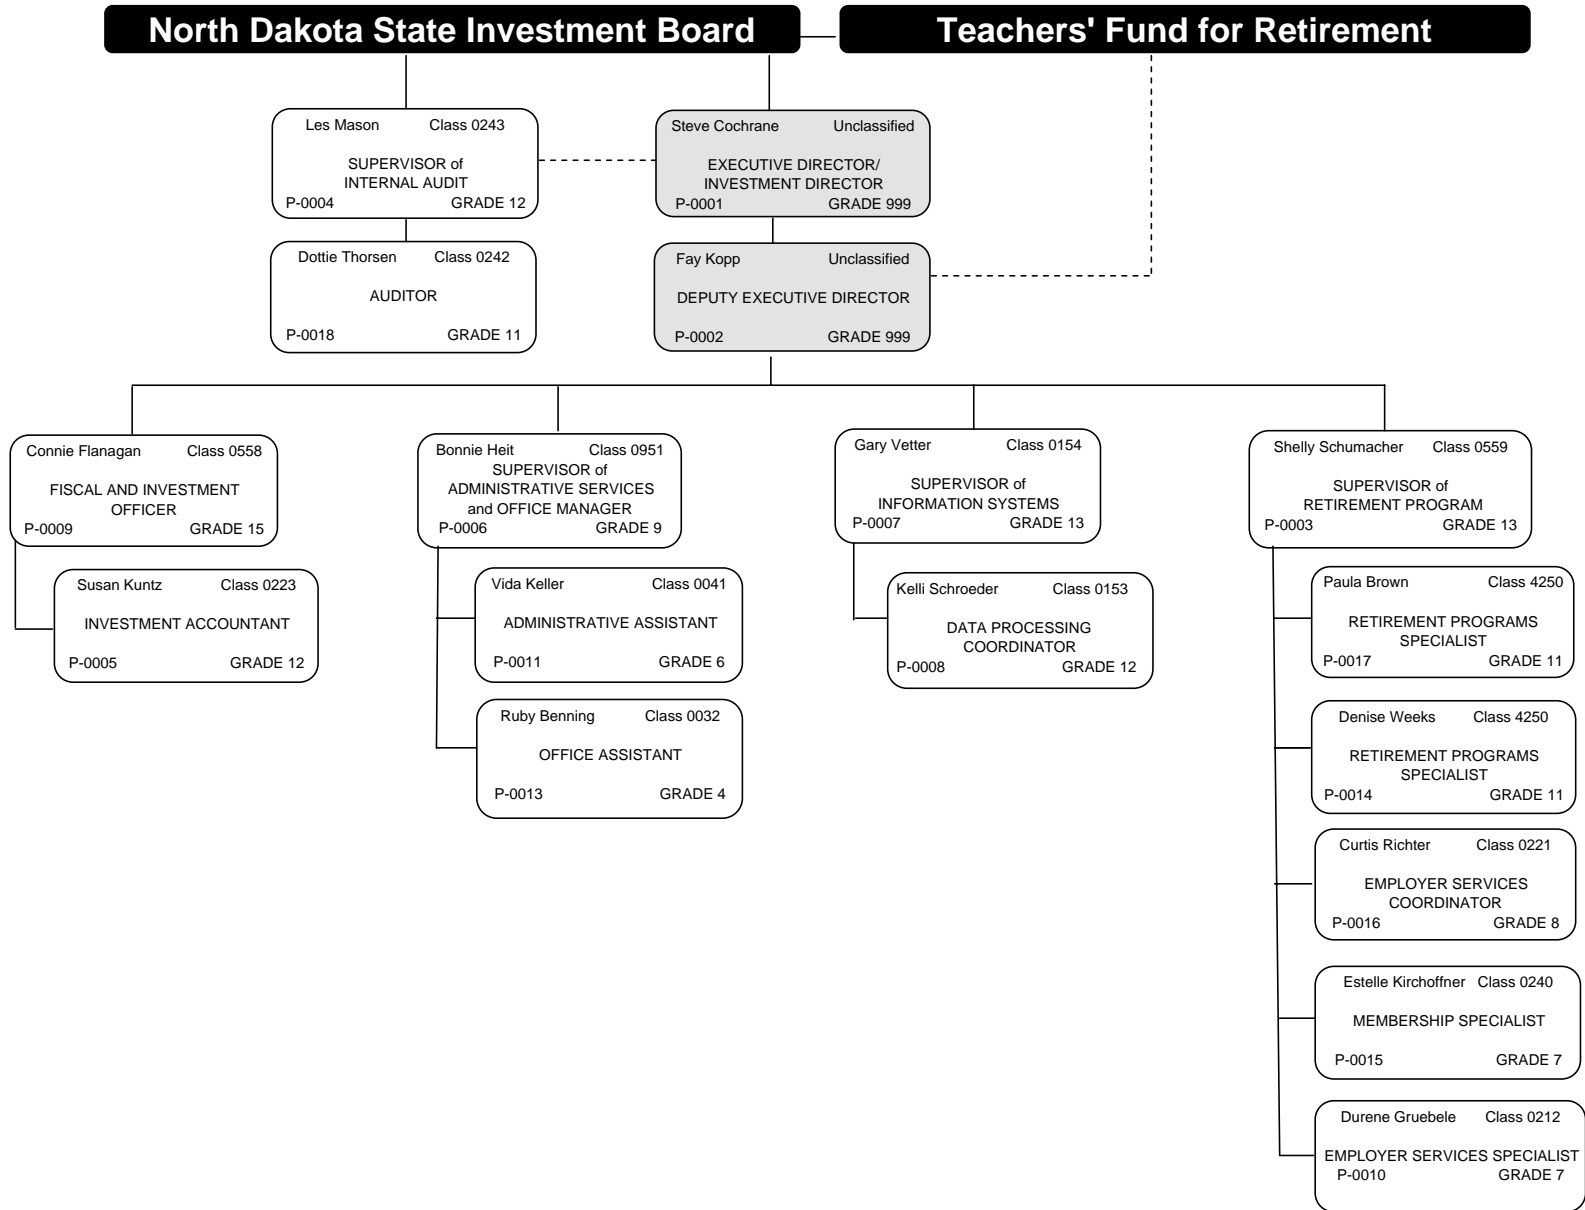 North Dakota State Investment Board
Teachers' Fund for Retirement
Les Mason Class 0243
SUPERVISOR of
INTERNAL AUDIT
P-0004 GRADE 12
Steve Cochrane Unclassified
EXECUTIVE DIRECTOR/
INVESTMENT DIRECTOR
P-0001 GRADE 999
Dottie Thorsen Class 0242
AUDITOR
P-0018 GRADE 11
Fay Kopp Unclassified
DEPUTY EXECUTIVE DIRECTOR
P-0002 GRADE 999
Connie Flanagan Class 0558
FISCAL AND INVESTMENT
OFFICER
P-0009 GRADE 15
Susan Kuntz Class 0223
INVESTMENT ACCOUNTANT
P-0005 GRADE 12
Bonnie Heit Class 0951
SUPERVISOR of
ADMINISTRATIVE SERVICES
and OFFICE MANAGER
P-0006 GRADE 9
Vida Keller Class 0041
ADMINISTRATIVE ASSISTANT
P-0011 GRADE 6
Ruby Benning Class 0032
OFFICE ASSISTANT
P-0013 GRADE 4
Gary Vetter Class 0154
SUPERVISOR of
INFORMATION SYSTEMS
P-0007 GRADE 13
Kelli Schroeder Class 0153
DATA PROCESSING
COORDINATOR
P-0008 GRADE 12
Shelly Schumacher Class 0559
SUPERVISOR of
RETIREMENT PROGRAM
P-0003 GRADE 13
Paula Brown Class 4250
RETIREMENT PROGRAMS
SPECIALIST
P-0017 GRADE 11
Denise Weeks Class 4250
RETIREMENT PROGRAMS
SPECIALIST
P-0014 GRADE 11
Curtis Richter Class 0221
EMPLOYER SERVICES
COORDINATOR
P-0016 GRADE 8
Estelle Kirchoffner Class 0240
MEMBERSHIP SPECIALIST
P-0015 GRADE 7
Durene Gruebele Class 0212
EMPLOYER SERVICES SPECIALIST
P-0010 GRADE 7